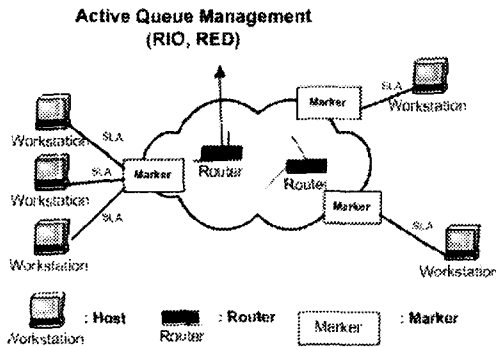 Active Queue Management
(RIO, RED)
SLA
Marker
Workstation
Workstation
SLA
SLA
Marker
Router
Router
Workstation
SLA
Marker
SLA
Workstation
Workstation
: Host
: Router
Marker
: Marker
Workstation
Router